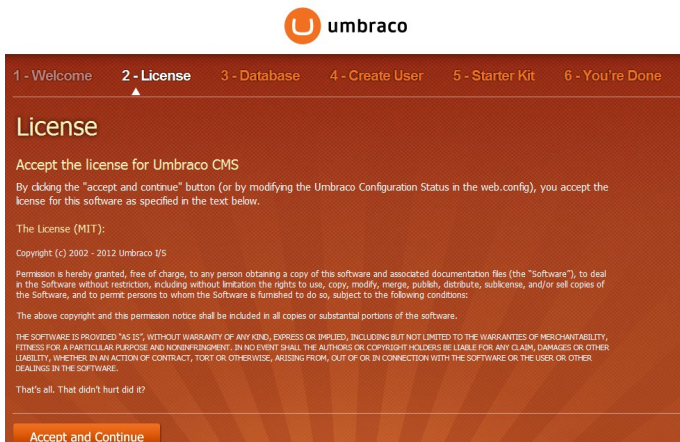 umbraco
1 - Welcome 2 - License 3 - Database 4 - Create User 5 - Starter Kit 6 - You're Done
License
Accept the license for Umbraco CMS
By clicking the "accept and continue" button (or by modifying the Umbraco Configuration Status in the web.config), you accept the
license for this software as specified in the text below.
The License (MIT):
Copyright (c) 2002 - 2012 Umbraco I/S
Permission is hereby granted, free of charge, to any person obtaining a copy of this software and associated documentation files (the "Software"), to deal
in the Software without restriction, including without limitation the rights to use, copy, modify, merge, publish, distribute, sublicense, and/or sell copies of
the Software, and to permit persons to whom the Software is furnished to do so, subject to the following conditions:
The above copyright and this permission notice shall be included in all copies or substantial portions of the software.
THE SOFTWARE IS PROVIDED "AS IS", WITHOUT WARRANTY OF ANY KIND, EXPRESS OR IMPLIED, INCLUDING BUT NOT LIMITED TO THE WARRANTIES OF MERCHANTABILITY,
FITNESS FOR A PARTICULAR PURPOSE AND NONINFRINGMENT. IN NO EVENT SHALL THE AUTHORS OR COPYRIGHT HOLDERS BE LIABLE FOR ANY CLAIM, DAMAGES OR OTHER
LIABILITY, WHETHER IN AN ACTION OF CONTRACT, TORT OR OTHERWISE, ARISING FROM, OUT OF OR IN CONNECTION WITH THE SOFTWARE OR THE USER OR OTHER
DEALINGS IN THE SOFTWARE.
That's all. That didn't hurt did it?
Accept and Continue